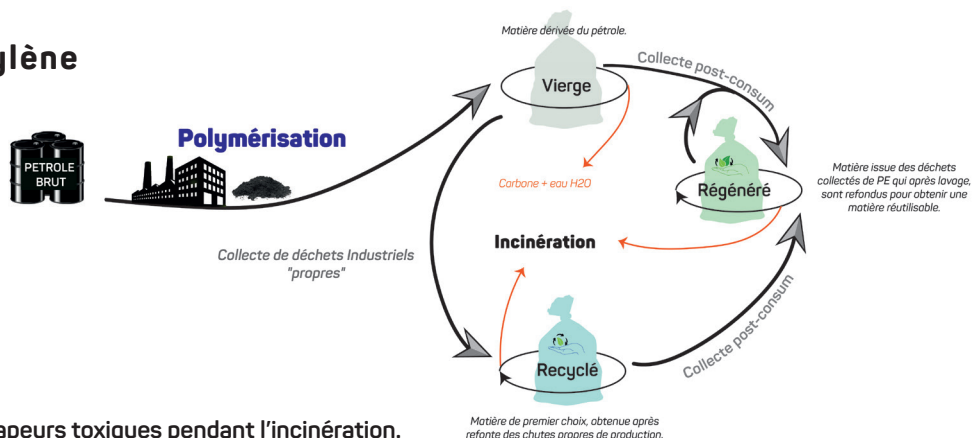 ylène
Matière dérivée du pétrole.
Vierge
Collecte post-consum
PETROLE
BRUT
Polymérisation
Carbone + eau H2O
Régénéré
Matière issue des déchets
collectés de PE qui après lavage,
sont refondus pour obtenir une
matière réutilisable.
Collecte de déchets Industriels
"propres"
Incinération
Collecte post-consum
Recyclé
Matière de premier choix, obtenue après
refonte des chutes propres de production.
apeurs toxiques pendant l'incinération.